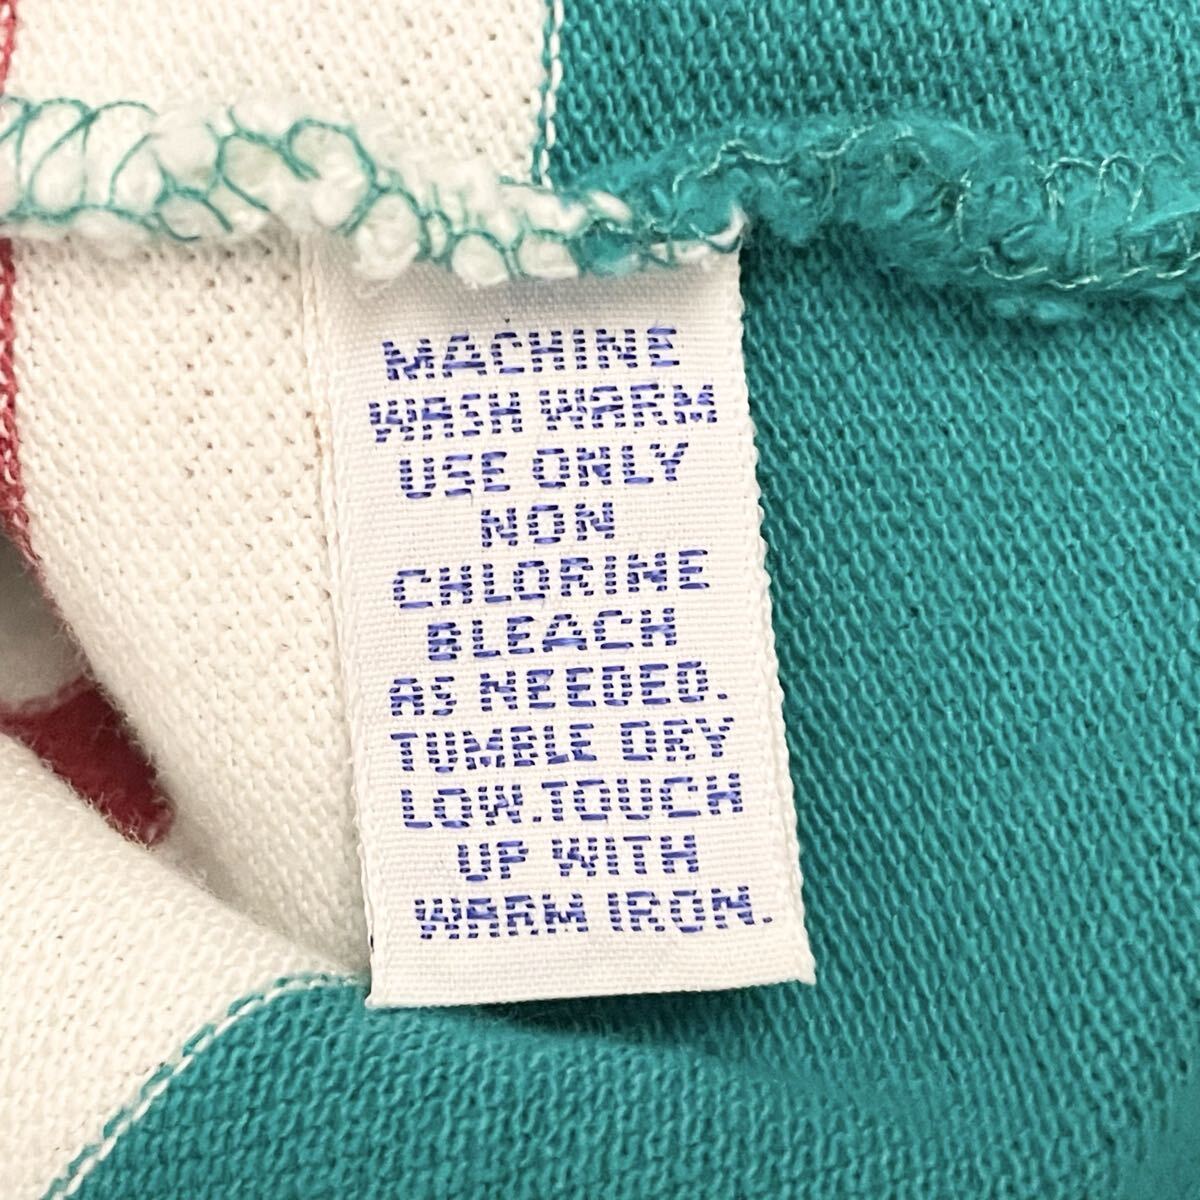 MACHINE
WASH WARM
USE ONLY
NON
CHLORINE
BLEACH
AS NEEDED.
TUMBLE DRY
LOW.TOUCH
UP WITH
WARM IRON.